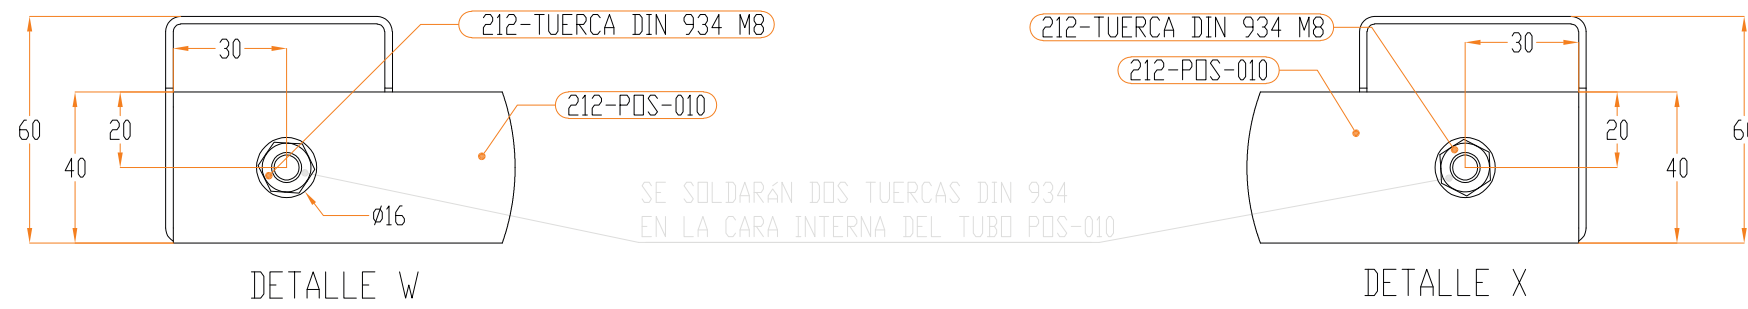 212-TUERCA DIN 934 M8
212-TUERCA DIN 934 M8
30
30
212-POS-010
212-POS-010
60
20
40
20
40
SE SOLDARÁN DOS TUERCAS DIN 934
EN LA CARA INTERNA DEL TUBO POS-010
Ø16
DETALLE W
DETALLE X